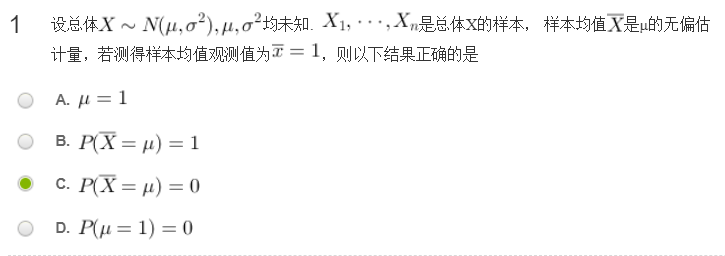 1 设总体X ~ N(μ,σ²),μ,σ²均未知. X₁, ⋯, Xₙ是总体X的样本， 样本均值X̅是μ的无偏估
计量，若测得样本均值观测值为x̅ = 1，则以下结果正确的是
A. μ = 1
B. P(X̅ = μ) = 1
C. P(X̅ = μ) = 0
D. P(μ = 1) = 0